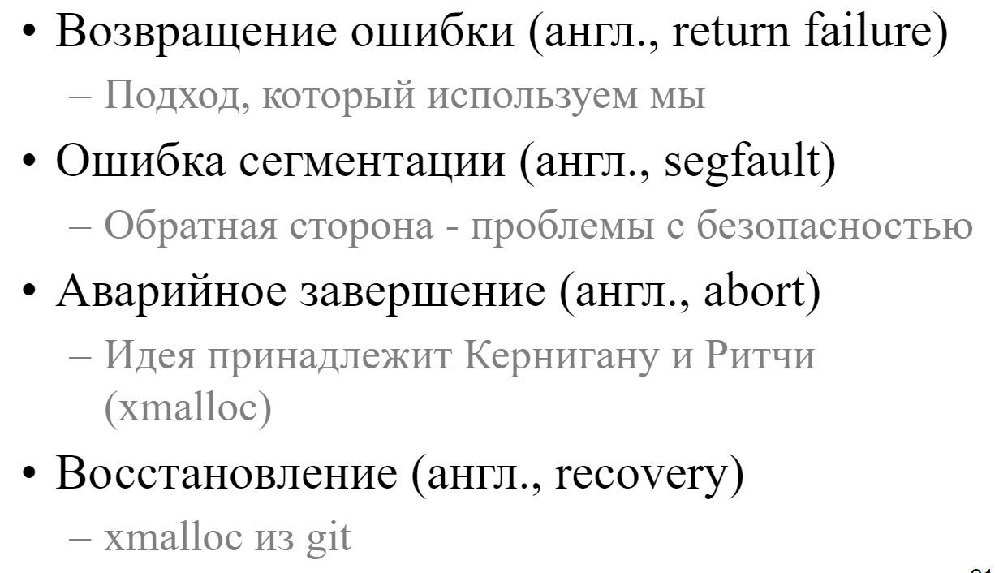 • Возвращение ошибки (англ., return failure)
– Подход, который используем мы
• Ошибка сегментации (англ., segfault)
– Обратная сторона - проблемы с безопасностью
• Аварийное завершение (англ., abort)
– Идея принадлежит Кернигану и Ритчи
(xmalloc)
• Восстановление (англ., recovery)
– xmalloc из git